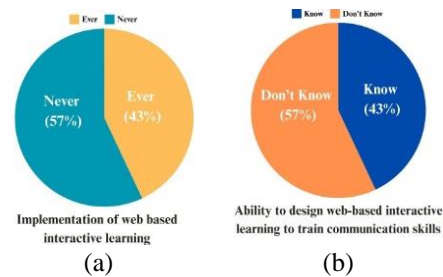 Ever Never
Never
(57%)
Ever
(43%)
Implementation of web based
interactive learning
(a)
Know Don't Know
Don't Know
(57%)
Know
(43%)
Ability to design web-based interactive
learning to train communication skills
(b)